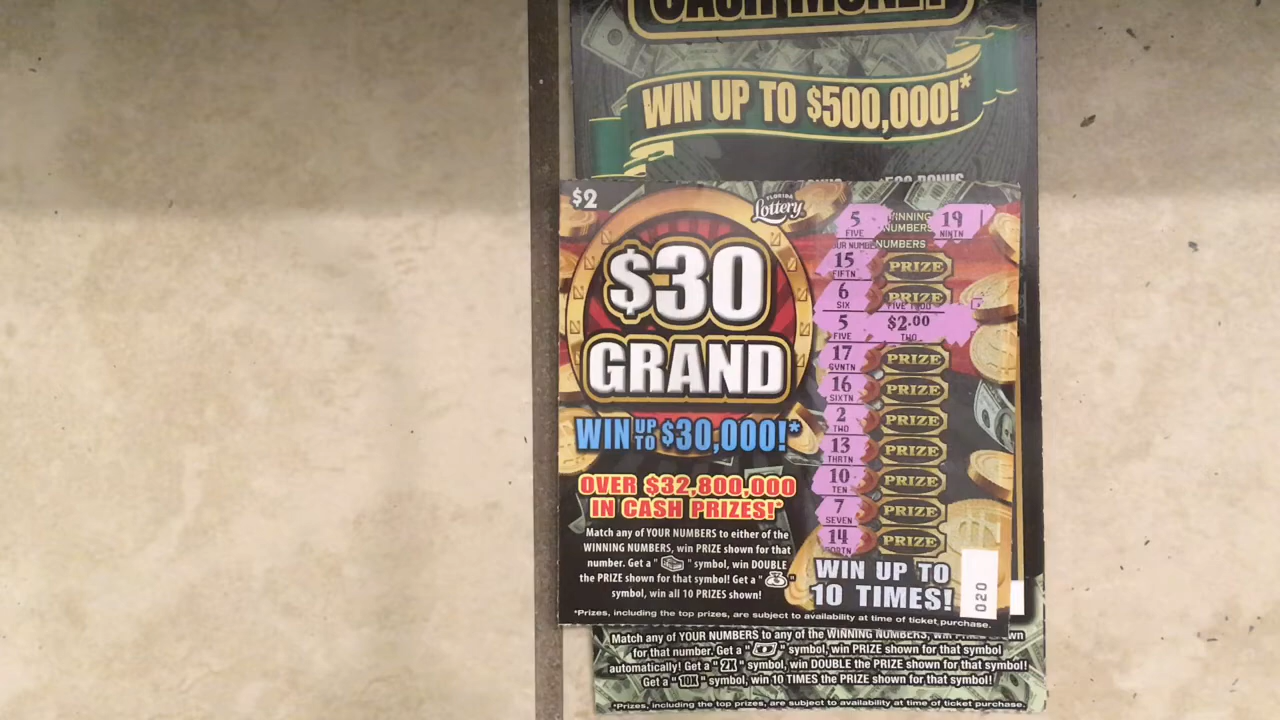 CASH MONEY
WIN UP TO $500,000!*
$2
FLORIDA
Lottery
$30
GRAND
WIN UP TO $30,000!*
OVER $32,800,000
IN CASH PRIZES!*
Match any of YOUR NUMBERS to either of the
WINNING NUMBERS, win PRIZE shown for that
number. Get a " " symbol, win DOUBLE
the PRIZE shown for that symbol! Get a " "
symbol, win all 10 PRIZES shown!
5 WINNING 19
FIVE NUMBERS NINTN
NUMBERS
15 PRIZE
FIFTN
6 PRIZE
SIX
5 $2.00
FIVE TWO
17 PRIZE
SVNTN
16 PRIZE
SIXTN
2 PRIZE
TWO
13 PRIZE
THRTN
10 PRIZE
TEN
7 PRIZE
SEVEN
14 PRIZE
WIN UP TO
10 TIMES!
020
*Prizes, including the top prizes, are subject to availability at time of ticket purchase.
Match any of YOUR NUMBERS to any of the WINNING NUMBERS, win
for that number. Get a " " symbol, win PRIZE shown for that symbol
automatically! Get a "2X" symbol, win DOUBLE the PRIZE shown for that symbol!
Get a "10X" symbol, win 10 TIMES the PRIZE shown for that symbol!
*Prizes, including the top prizes, are subject to availability at time of ticket purchase.